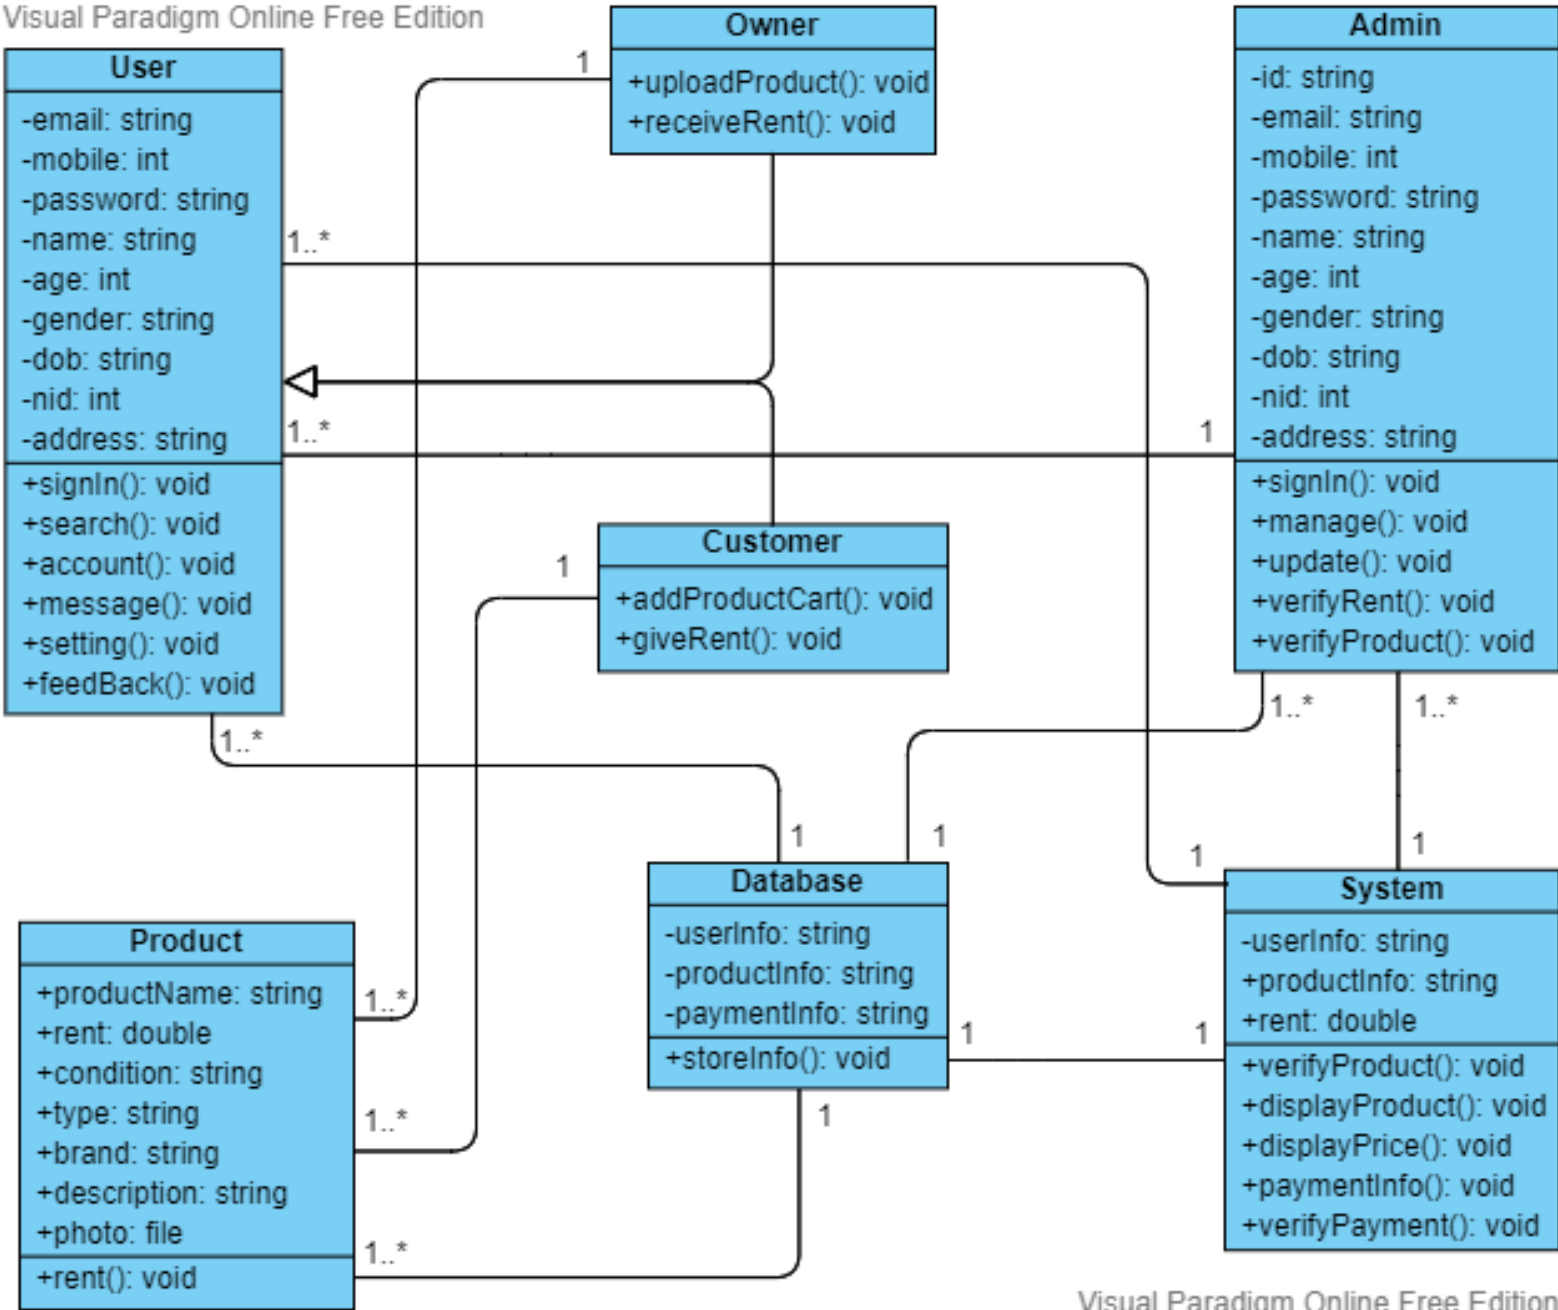 Visual Paradigm Online Free Edition
User
-email: string
-mobile: int
-password: string
-name: string
-age: int
-gender: string
-dob: string
-nid: int
-address: string
+signIn(): void
+search(): void
+account(): void
+message(): void
+setting(): void
+feedBack(): void
1..*
1..*
1..*
Owner
+uploadProduct(): void
+receiveRent(): void
1
Admin
-id: string
-email: string
-mobile: int
-password: string
-name: string
-age: int
-gender: string
-dob: string
-nid: int
-address: string
+signIn(): void
+manage(): void
+update(): void
+verifyRent(): void
+verifyProduct(): void
1
1..*
1..*
Customer
+addProductCart(): void
+giveRent(): void
1
Product
+productName: string
+rent: double
+condition: string
+type: string
+brand: string
+description: string
+photo: file
+rent(): void
1..*
1..*
1..*
1
1
Database
-userInfo: string
-productInfo: string
-paymentInfo: string
+storeInfo(): void
1
1
1
1
System
-userInfo: string
+productInfo: string
+rent: double
+verifyProduct(): void
+displayProduct(): void
+displayPrice(): void
+paymentInfo(): void
+verifyPayment(): void
1
Visual Paradigm Online Free Edition